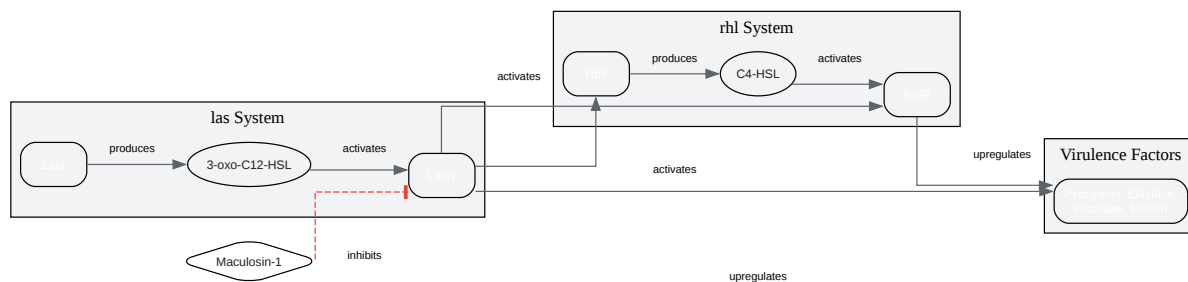 rhl System
RhlI
produces
C4-HSL
activates
RhlR
activates
las System
LasI
produces
3-oxo-C12-HSL
activates
LasR
activates
upregulates
Virulence Factors
Pyocyanin, Elastase,
Protease, Biofilm
Maculosin-1
inhibits
upregulates